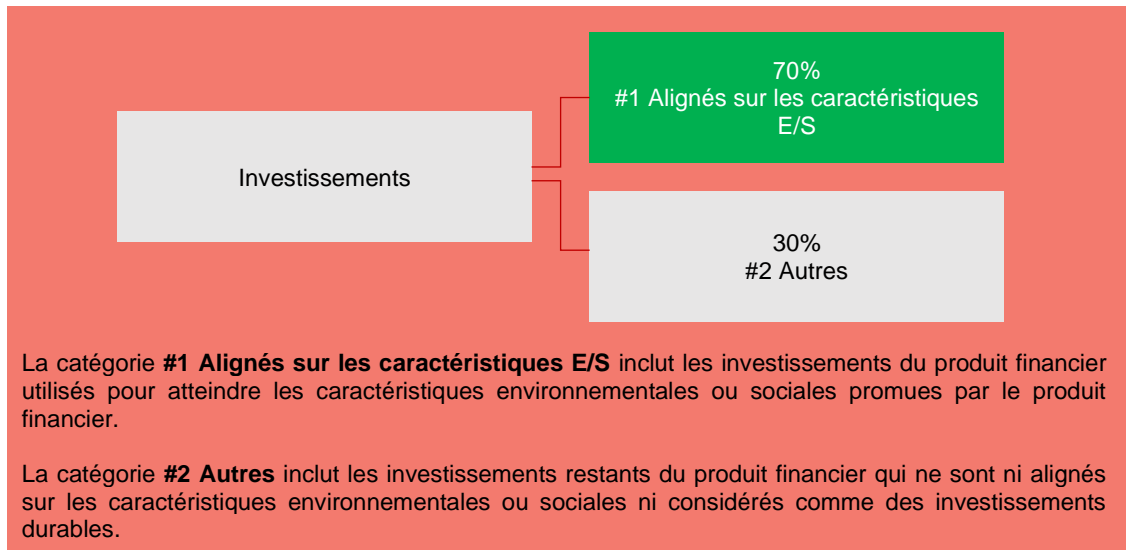 70%
#1 Alignés sur les caractéristiques
E/S
Investissements
30%
#2 Autres
La catégorie #1 Alignés sur les caractéristiques E/S inclut les investissements du produit financier
utilisés pour atteindre les caractéristiques environnementales ou sociales promues par le produit
financier.
La catégorie #2 Autres inclut les investissements restants du produit financier qui ne sont ni alignés
sur les caractéristiques environnementales ou sociales ni considérés comme des investissements
durables.